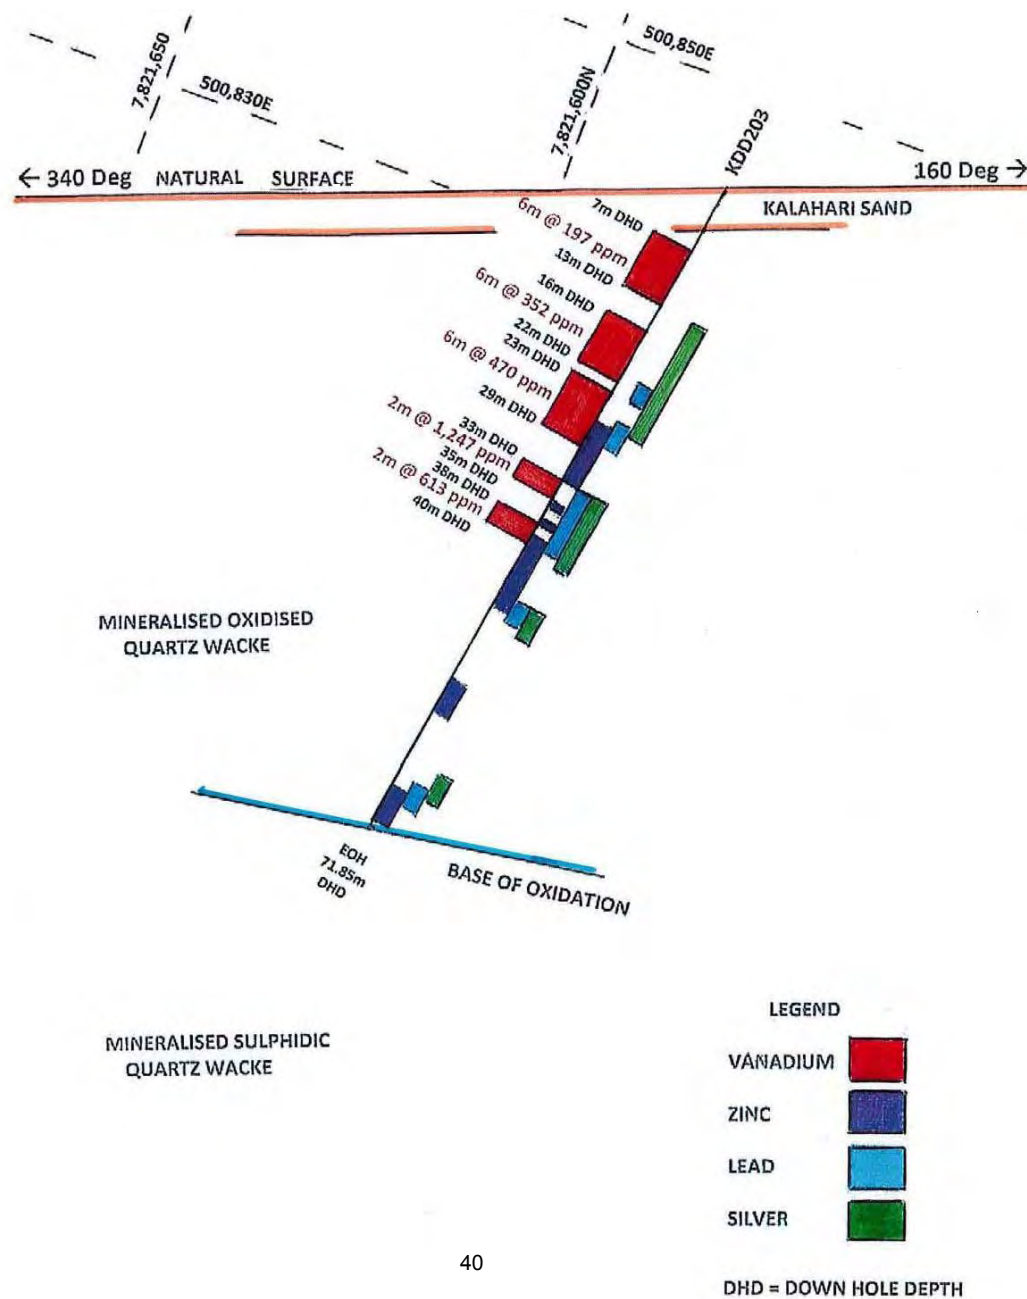 7,821,650
500,830E
7,821,600N
500,850E
KDD203
← 340 Deg NATURAL SURFACE
160 Deg →
KALAHARI SAND
7m DHD
6m @ 197 ppm
13m DHD
16m DHD
6m @ 352 ppm
22m DHD
23m DHD
6m @ 470 ppm
29m DHD
33m DHD
2m @ 1,247 ppm
35m DHD
38m DHD
2m @ 613 ppm
40m DHD
MINERALISED OXIDISED
QUARTZ WACKE
EOH
71.85m
DHD
BASE OF OXIDATION
MINERALISED SULPHIDIC
QUARTZ WACKE
LEGEND
VANADIUM
ZINC
LEAD
SILVER
40
DHD = DOWN HOLE DEPTH